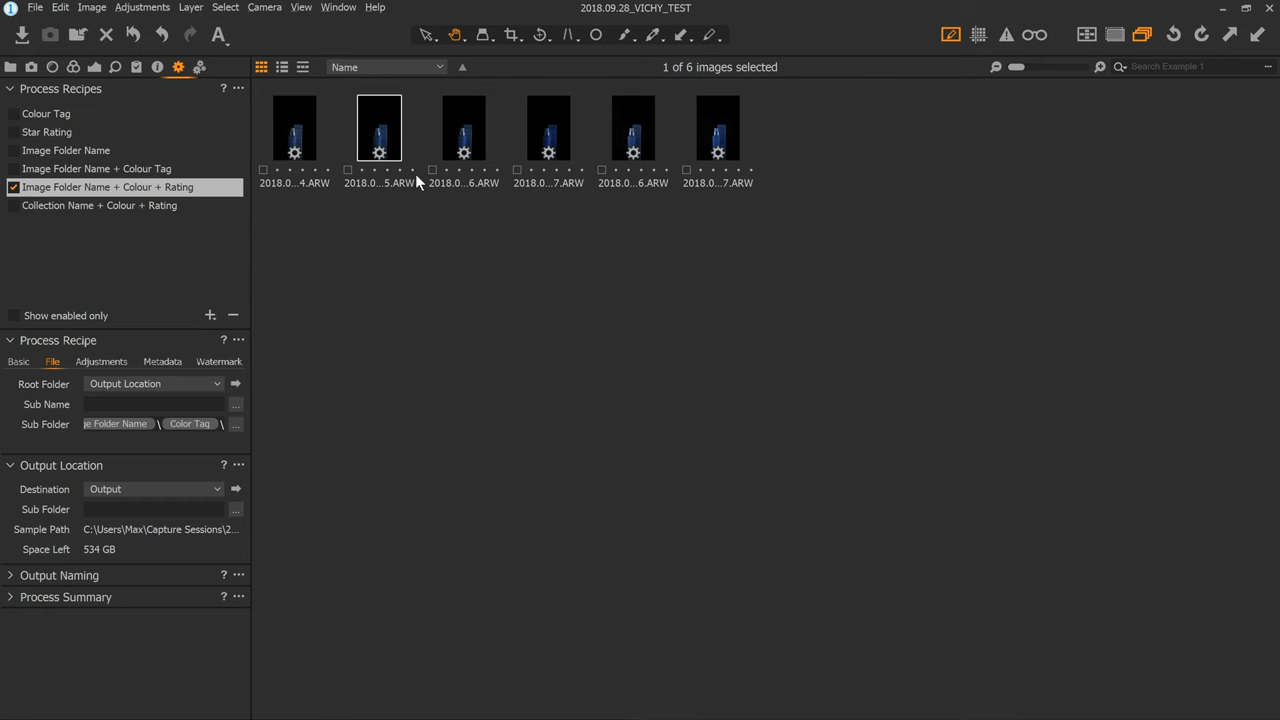 1 File Edit Image Adjustments Layer Select Camera View Window Help 2018.09.28_VICHY_TEST
A
Name 1 of 6 images selected Search Example 1
Process Recipes ?
Colour Tag
Star Rating
Image Folder Name
Image Folder Name + Colour Tag
Image Folder Name + Colour + Rating
Collection Name + Colour + Rating
Show enabled only
2018.0...4.ARW 2018.0...5.ARW 2018.0...6.ARW 2018.0...7.ARW 2018.0...6.ARW 2018.0...7.ARW
Process Recipe ?
Basic File Adjustments Metadata Watermark
Root Folder Output Location
Sub Name ...
Sub Folder ge Folder Name \ Color Tag \ ...
Output Location ?
Destination Output
Sub Folder ...
Sample Path C:\Users\Max\Capture Sessions\2...
Space Left 534 GB
Output Naming ?
Process Summary ?